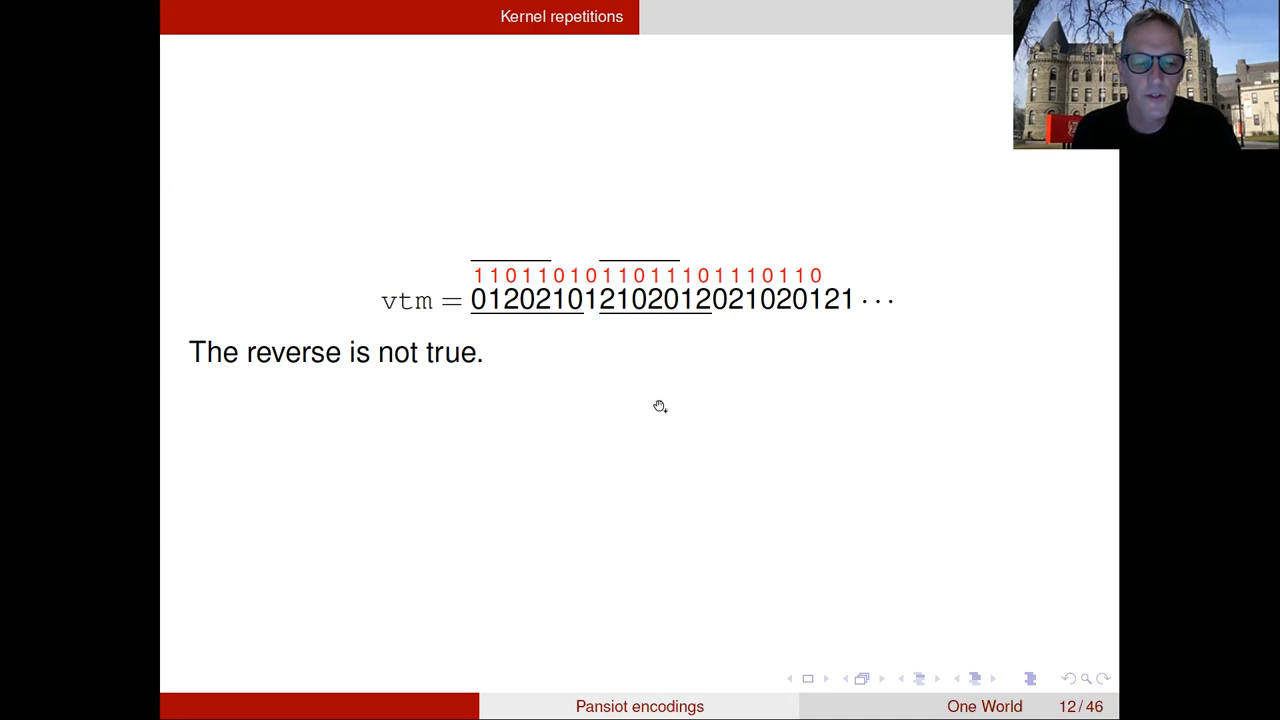 Kernel repetitions
1 1 0 1 1 0 1 0 1 1 0 1 1 1 0 1 1 1 0 1 1 0
vtm = 012021012102012021020121 ···
The reverse is not true.
Pansiot encodings One World 12 / 46